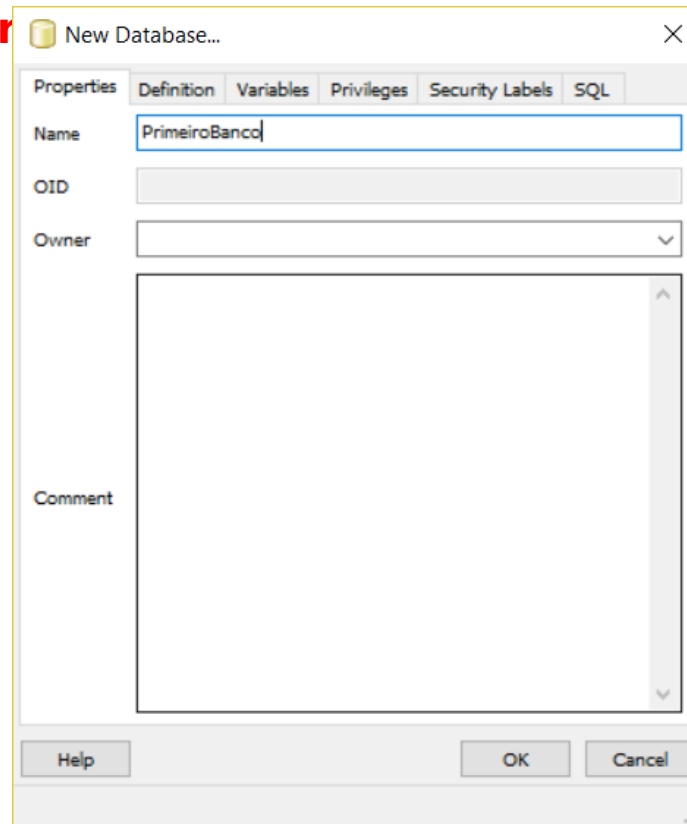 New Database...
Properties Definition Variables Privileges Security Labels SQL
Name PrimeiroBanco
OID
Owner
Comment
Help OK Cancel